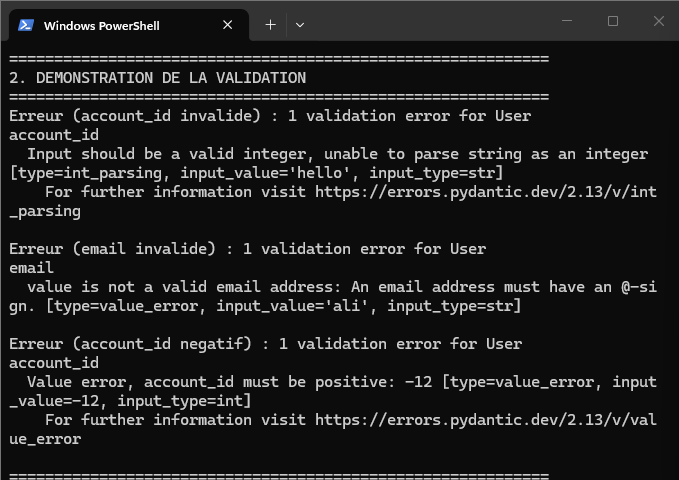 Windows PowerShell
============================================================
2. DEMONSTRATION DE LA VALIDATION
============================================================
Erreur (account_id invalide) : 1 validation error for User
account_id
  Input should be a valid integer, unable to parse string as an integer
[type=int_parsing, input_value='hello', input_type=str]
    For further information visit https://errors.pydantic.dev/2.13/v/int
_parsing

Erreur (email invalide) : 1 validation error for User
email
  value is not a valid email address: An email address must have an @-si
gn. [type=value_error, input_value='ali', input_type=str]

Erreur (account_id negatif) : 1 validation error for User
account_id
  Value error, account_id must be positive: -12 [type=value_error, input
_value=-12, input_type=int]
    For further information visit https://errors.pydantic.dev/2.13/v/val
ue_error

============================================================